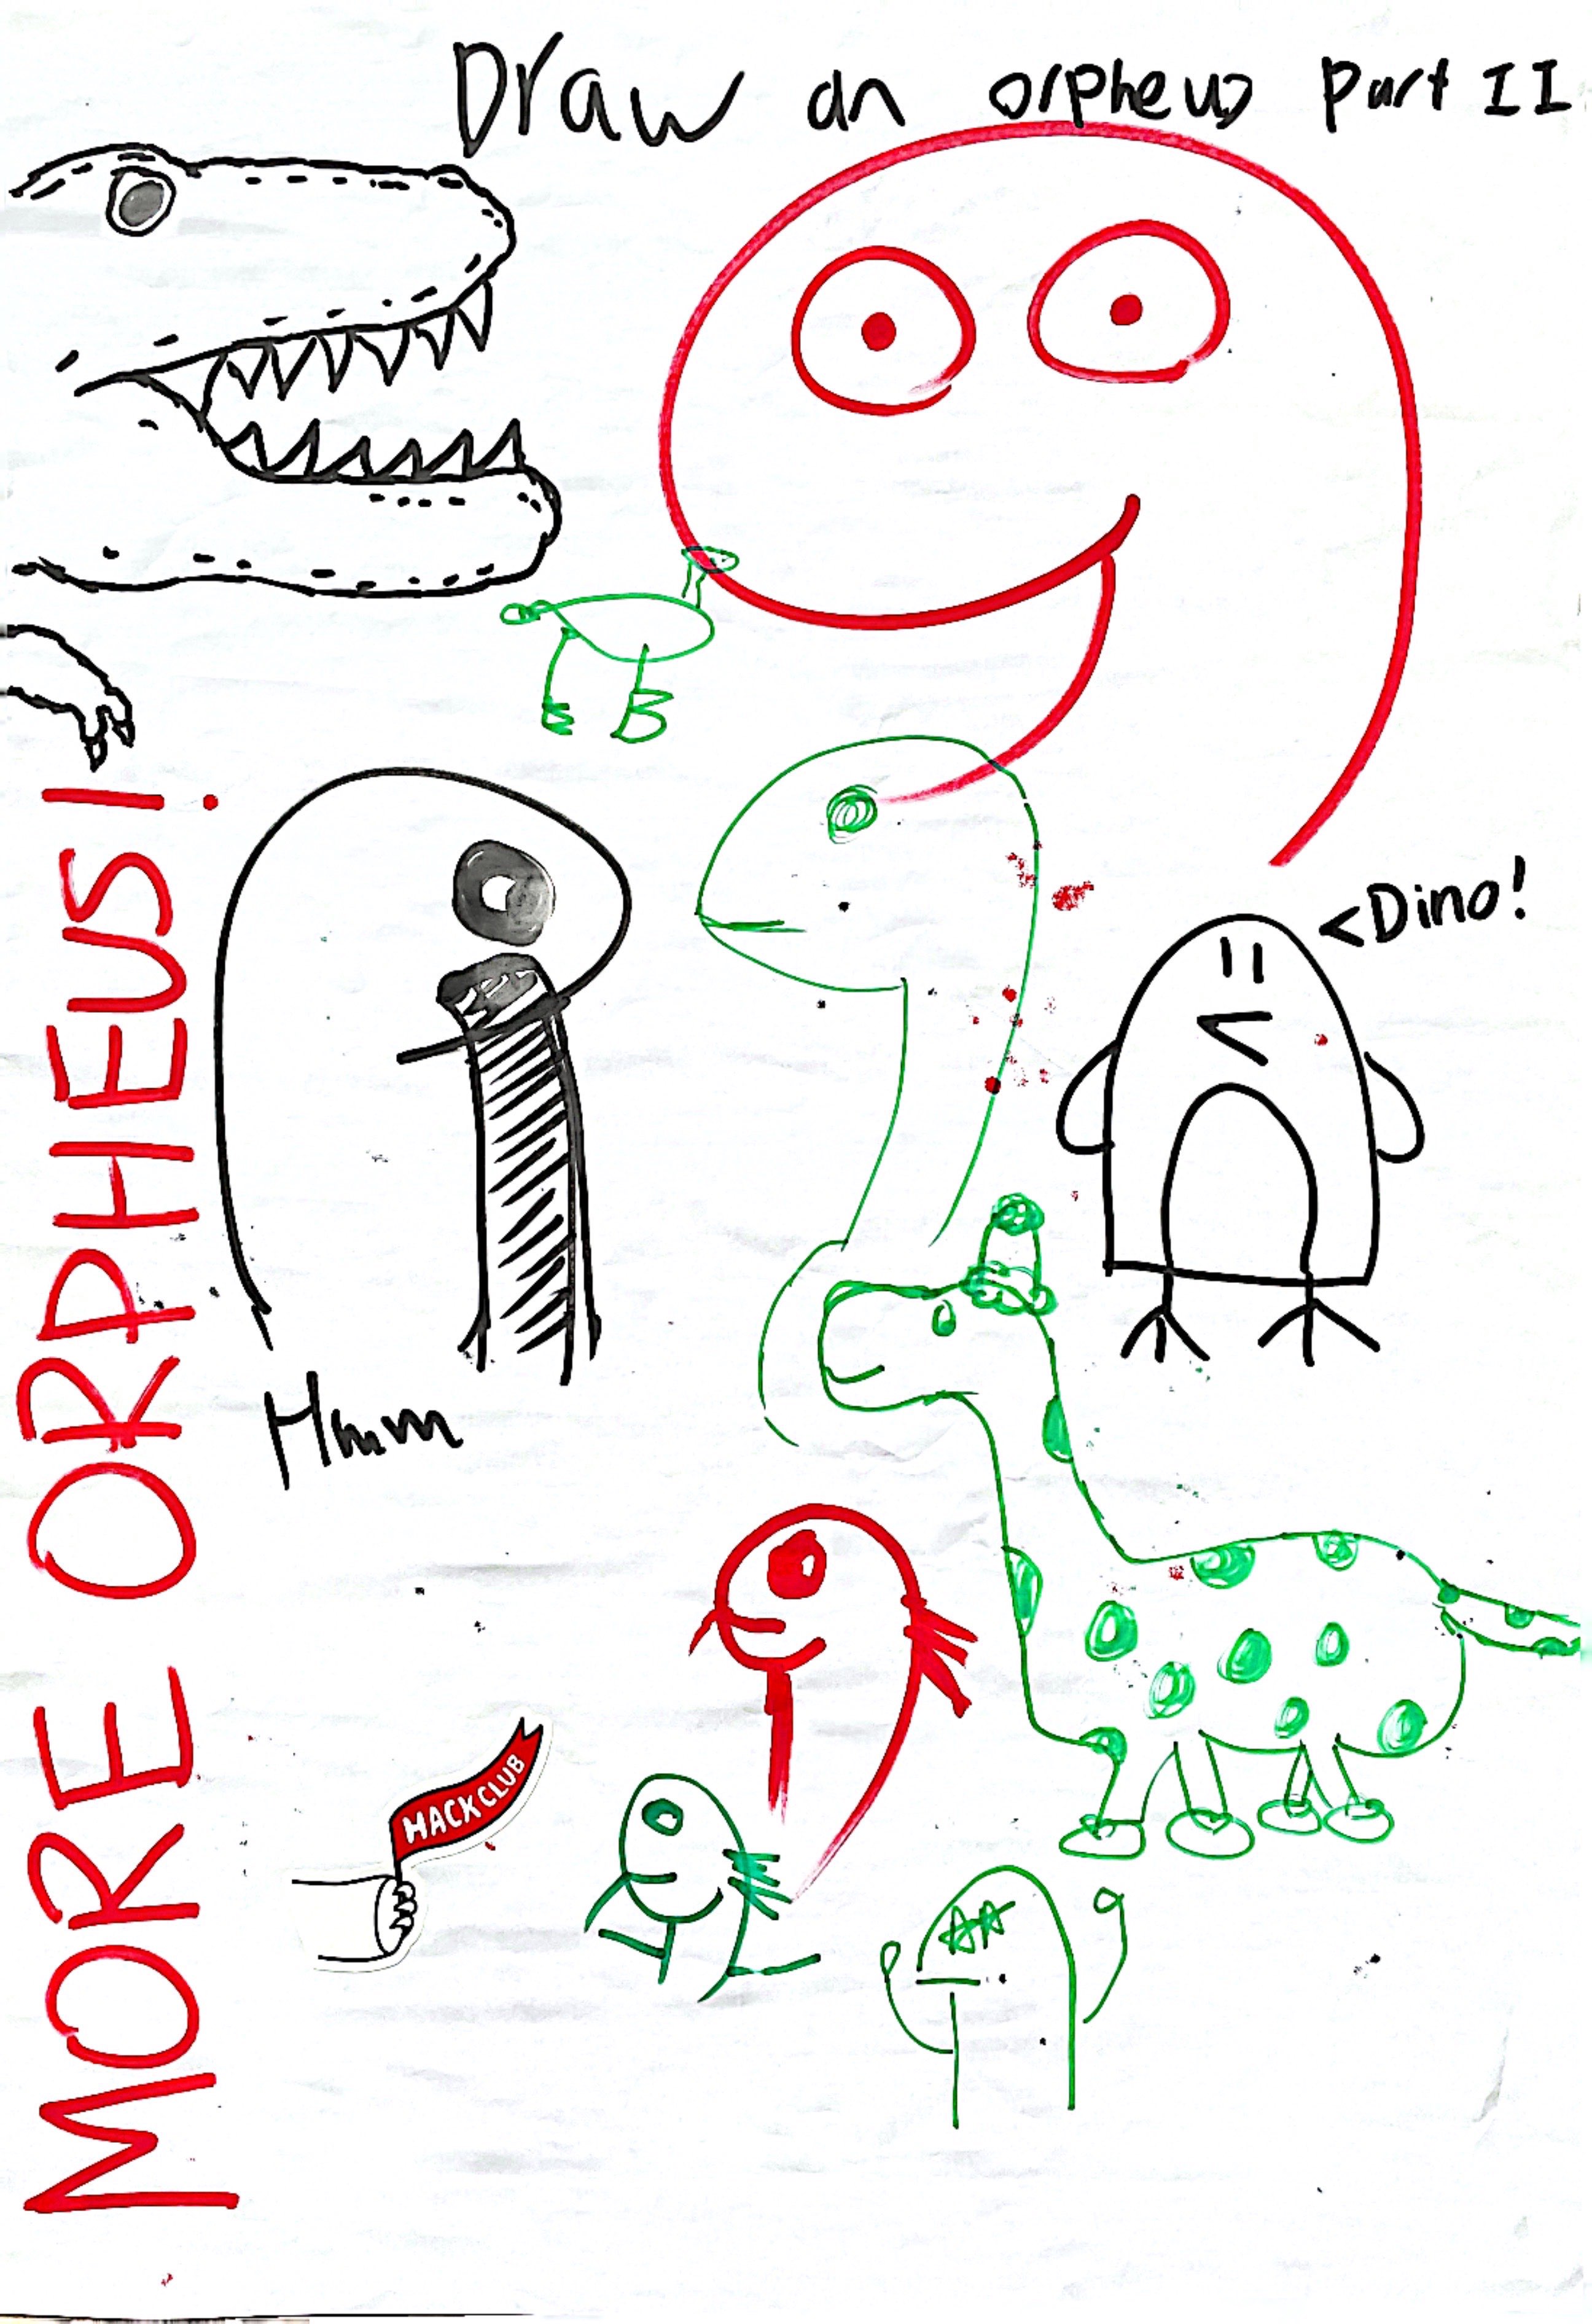 Draw an orpheus part II
MORE ORPHEUS!
<Dino!
Hmm
HACK CLUB